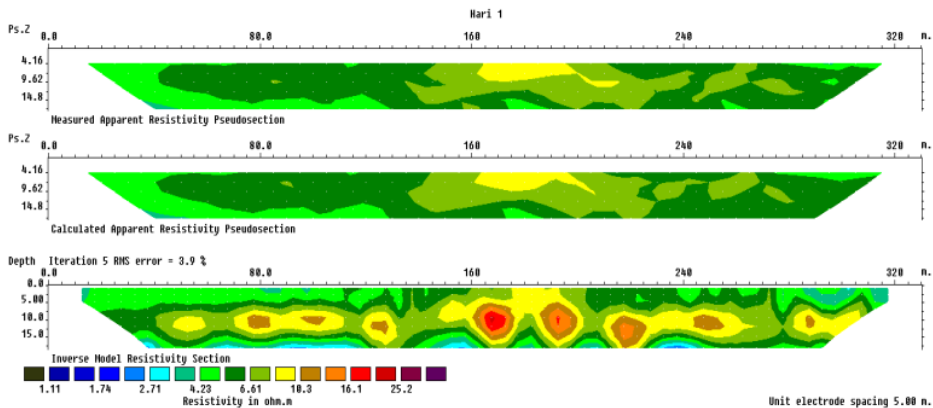 Hari 1
Ps.Z 0.0 80.0 160 240 320 m.
4.16
9.62
14.8
Measured Apparent Resistivity Pseudosection
Ps.Z 0.0 80.0 160 240 320 m.
4.16
9.62
14.8
Calculated Apparent Resistivity Pseudosection
Depth Iteration 5 RMS error = 3.9 %
0.0 80.0 160 240 320 m.
0.0
5.00
10.0
15.0
Inverse Model Resistivity Section
1.11 1.74 2.71 4.23 6.61 10.3 16.1 25.2
Resistivity in ohm.m
Unit electrode spacing 5.00 m.